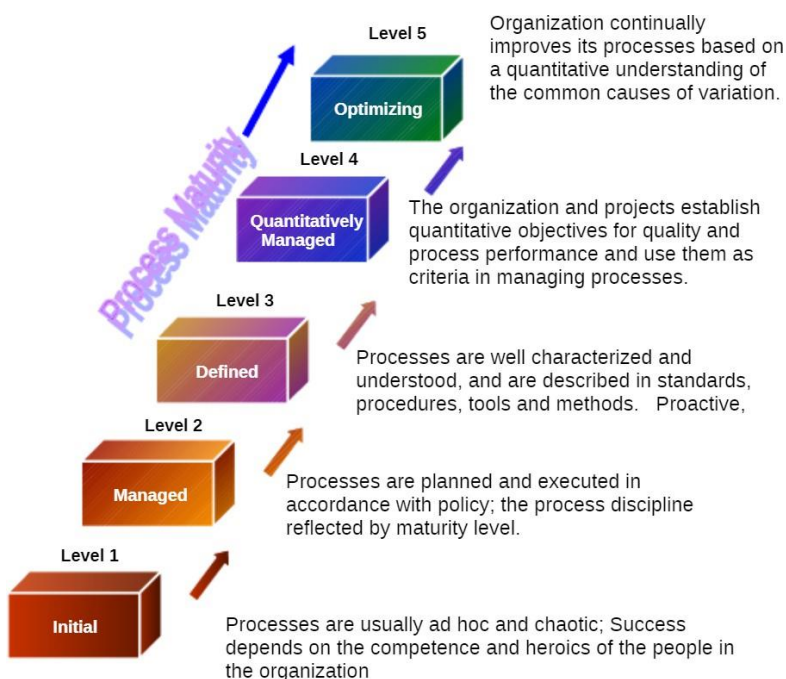 Level 5
Optimizing
Organization continually
improves its processes based on
a quantitative understanding of
the common causes of variation.
Process Maturity
Level 4
Quantitatively
Managed
The organization and projects establish
quantitative objectives for quality and
process performance and use them as
criteria in managing processes.
Level 3
Defined
Processes are well characterized and
understood, and are described in standards,
procedures, tools and methods.   Proactive,
Level 2
Managed
Processes are planned and executed in
accordance with policy; the process discipline
reflected by maturity level.
Level 1
Initial
Processes are usually ad hoc and chaotic; Success
depends on the competence and heroics of the people in
the organization